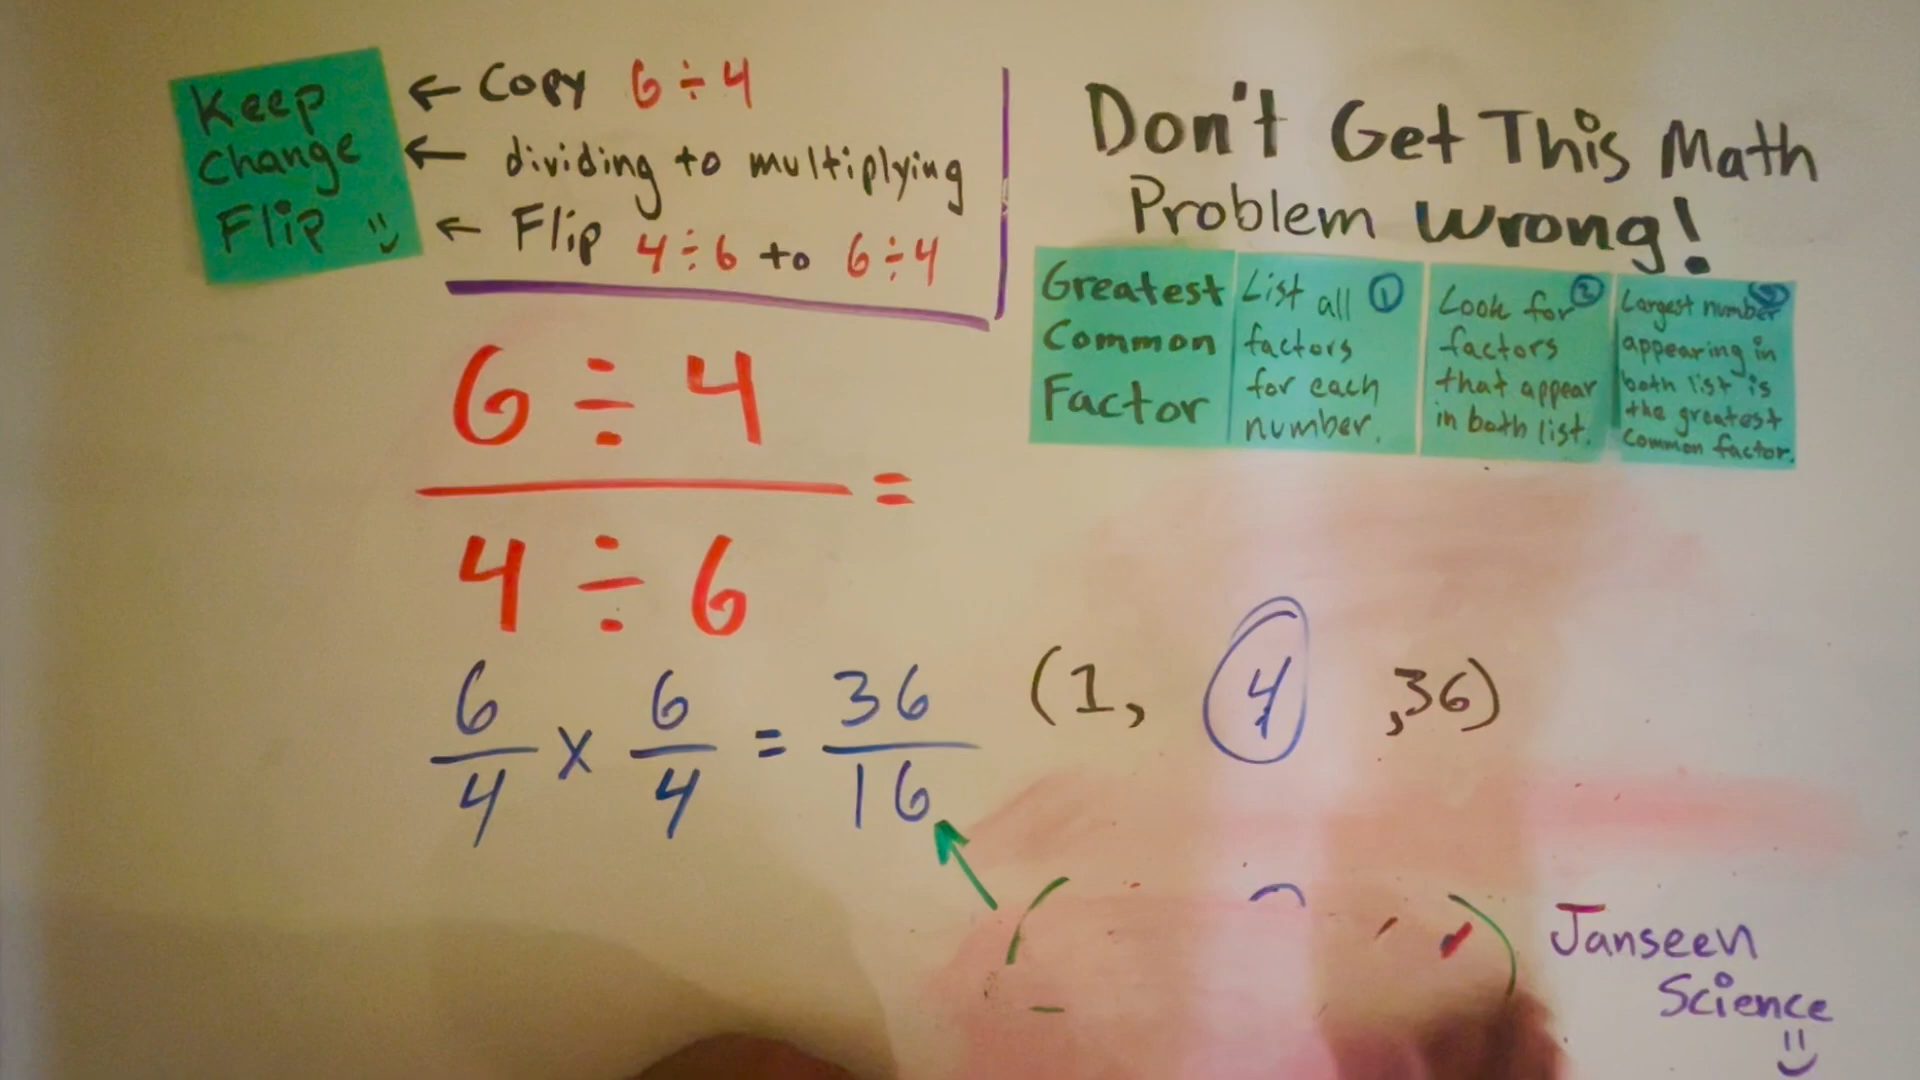 Keep
Change
Flip
← Copy 6 ÷ 4
← dividing to multiplying
← Flip 4 ÷ 6 to 6 ÷ 4
Don't Get This Math
Problem Wrong!
Greatest
Common
Factor
List all ①
factors
for each
number.
Look for ②
factors
that appear
in both list.
Largest number ③
appearing in
both list is
the greatest
Common factor.
6 ÷ 4
=
4 ÷ 6
6/4 x 6/4 = 36/16
(1, 4 ,36)
Janseen
Science